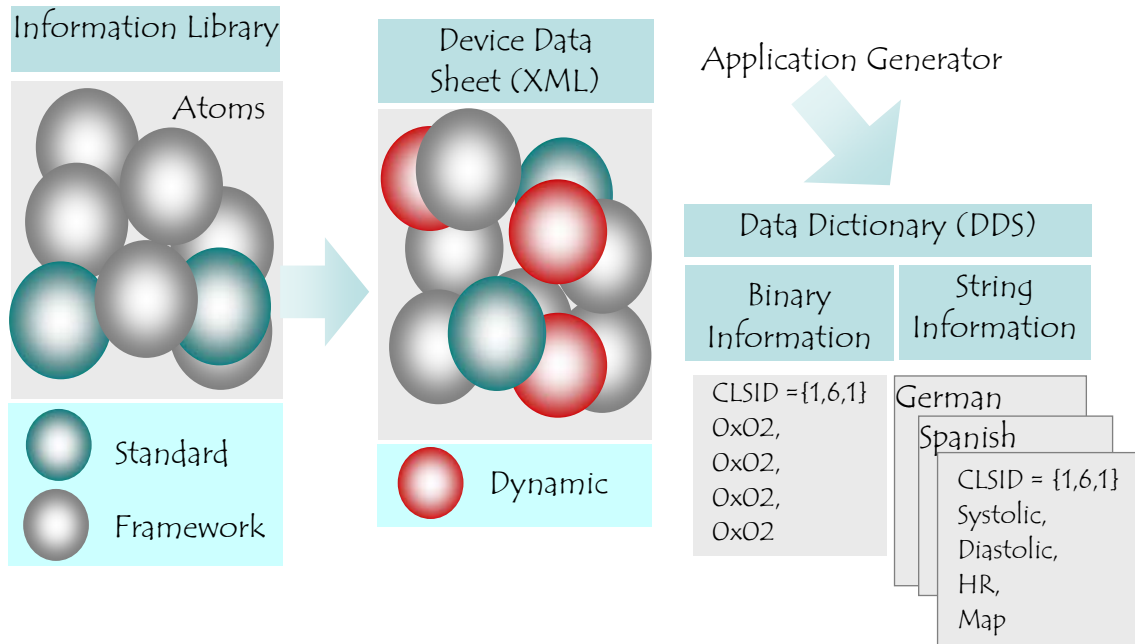 Information Library
Atoms
Standard
Framework
Device Data
Sheet (XML)
Dynamic
Application Generator
Data Dictionary (DDS)
Binary
Information
CLSID ={1,6,1}
0x02,
0x02,
0x02,
0x02
String
Information
German
Spanish
CLSID = {1,6,1}
Systolic,
Diastolic,
HR,
Map